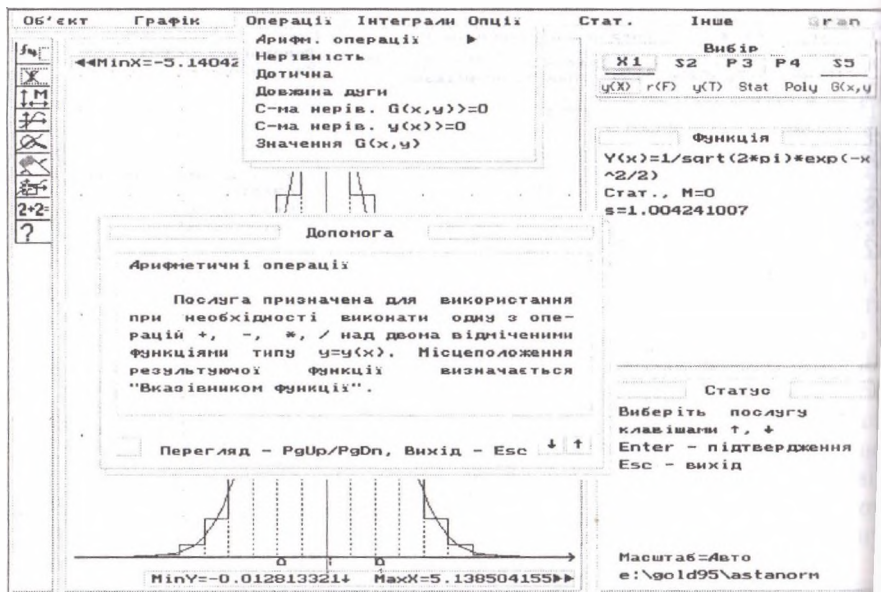 Об'єкт Графік Операції Інтеграли Опції Стат. Інше Gran
Арифм. операції ▶
Нерівність
Дотична
Довжина дуги
С-ма нерів. G(x,y)>=0
С-ма нерів. y(x)>=0
Значення G(x,y)
◀◀MinX=-5.14042
2+2=
?
Вибір
X1 S2 P3 P4 S5
y(X) r(F) y(T) Stat Poly G(x,y
Функція
Y(x)=1/sqrt(2*pi)*exp(-x
^2/2)
Стат., M=0
s=1.004241007
Допомога
Арифметичні операції
Послуга призначена для використання
при необхідності виконати одну з опе-
рацій +, -, *, / над двома відміченими
функціями типу y=y(x). Місцеположення
результуючої функції визначається
"Вказівником функції".
Перегляд - PgUp/PgDn, Вихід - Esc ↓ ↑
Статус
Виберіть послугу
клавішами ↑, ↓
Enter - підтвердження
Esc - вихід
Масштаб=Авто
e:\gold95\astanorm
MinY=-0.012813321↓ MaxX=5.138504155▶▶